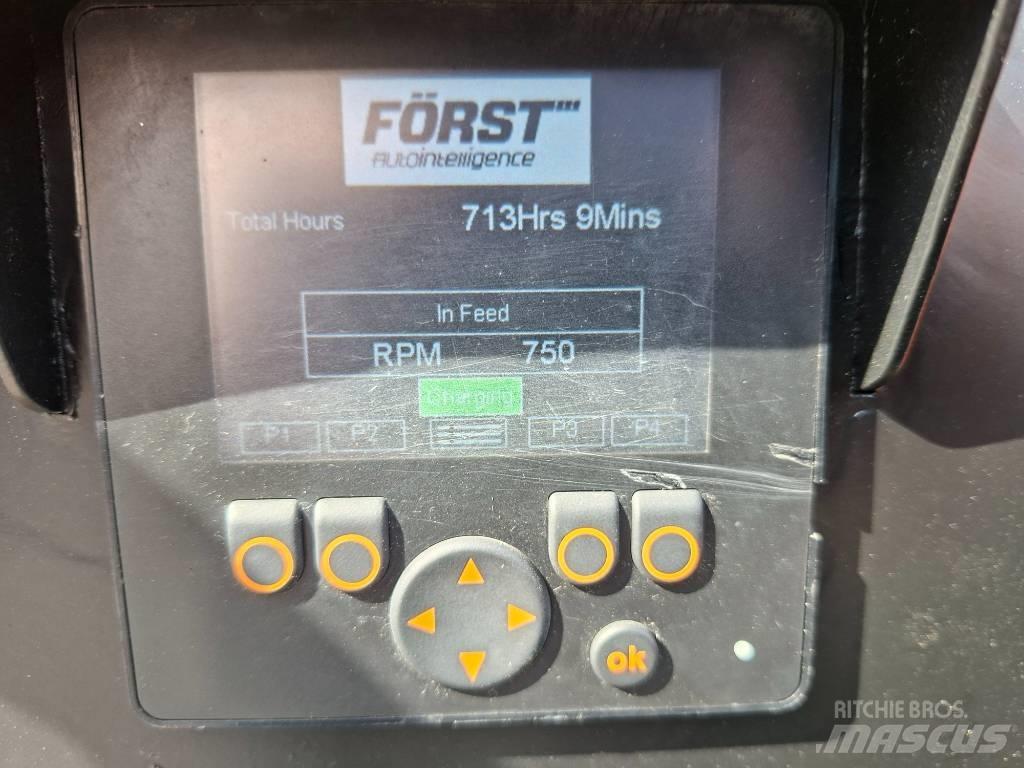 FÖRST
AUtointelligence
Total Hours 713Hrs 9Mins
In Feed
RPM 750
Charging
P1 P2 P3 P4
ok
RITCHIE BROS.
MASCUS